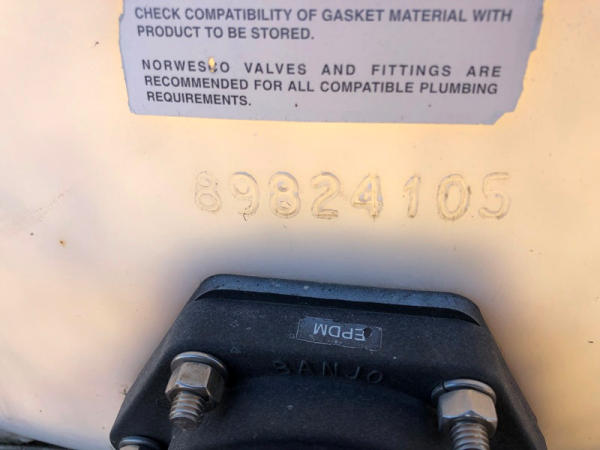 CHECK COMPATIBILITY OF GASKET MATERIAL WITH
PRODUCT TO BE STORED.
NORWESCO VALVES AND FITTINGS ARE
RECOMMENDED FOR ALL COMPATIBLE PLUMBING
REQUIREMENTS.
89824105
EPDM
BANJO